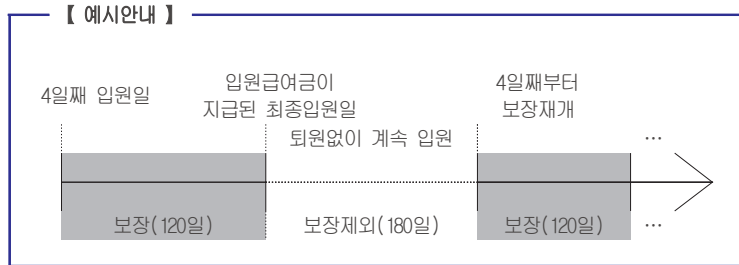 【 예시안내 】
4일째 입원일
입원급여금이
지급된 최종입원일
4일째부터
보장재개
퇴원없이 계속 입원
…
보장(120일)
보장제외(180일)
보장(120일)
…